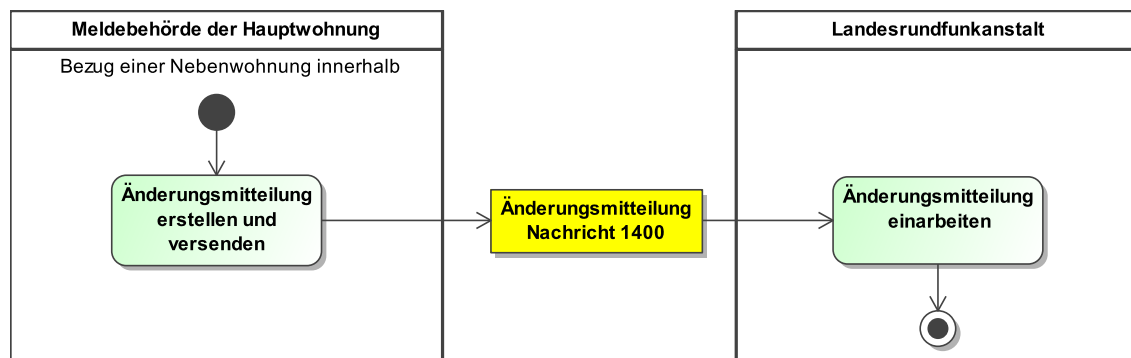 Meldebehörde der Hauptwohnung
Bezug einer Nebenwohnung innerhalb
Änderungsmitteilung
erstellen und
versenden
Änderungsmitteilung
Nachricht 1400
Landesrundfunkanstalt
Änderungsmitteilung
einarbeiten